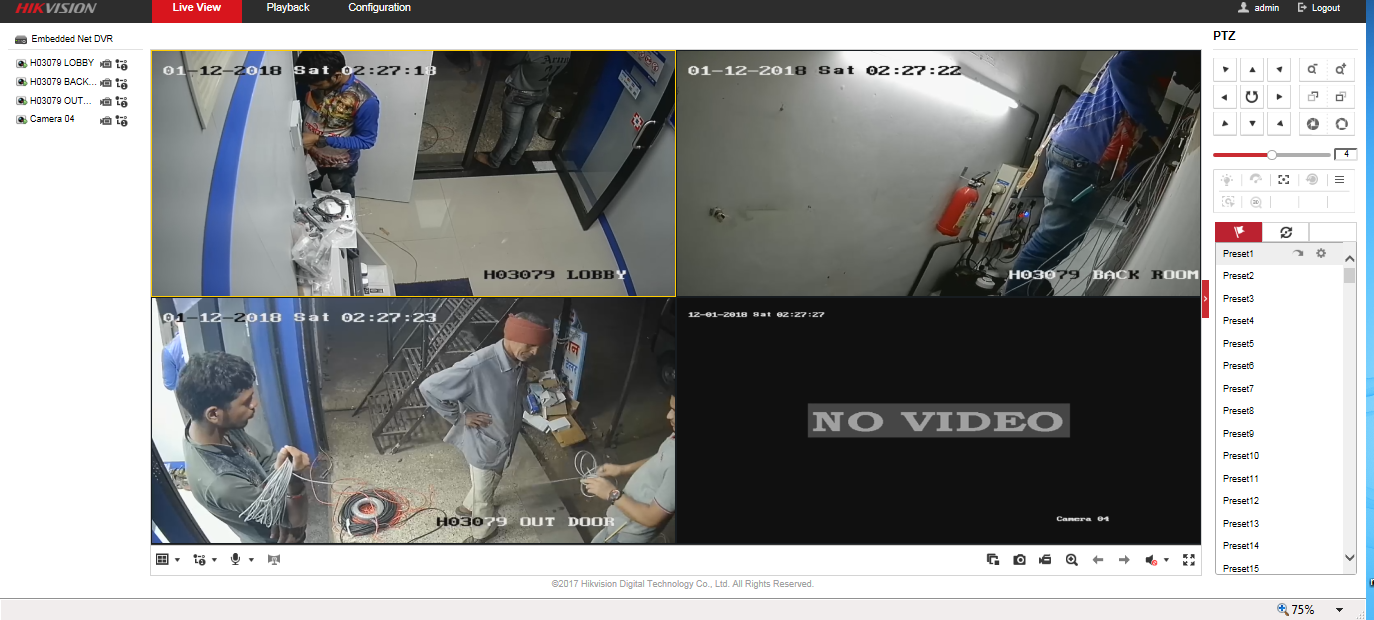 HIKVISION Live View Playback Configuration admin Logout
Embedded Net DVR
H03079 LOBBY
H03079 BACK...
H03079 OUT...
Camera 04
01-12-2018 Sat 02:27:18
H03079 LOBBY
01-12-2018 Sat 02:27:22
H03079 BACK ROOM
01-12-2018 Sat 02:27:23
H03079 OUT DOOR
12-01-2018 Sat 02:27:27
NO VIDEO
Camera 04
PTZ
4
Preset1
Preset2
Preset3
Preset4
Preset5
Preset6
Preset7
Preset8
Preset9
Preset10
Preset11
Preset12
Preset13
Preset14
Preset15
©2017 Hikvision Digital Technology Co., Ltd. All Rights Reserved.
75%